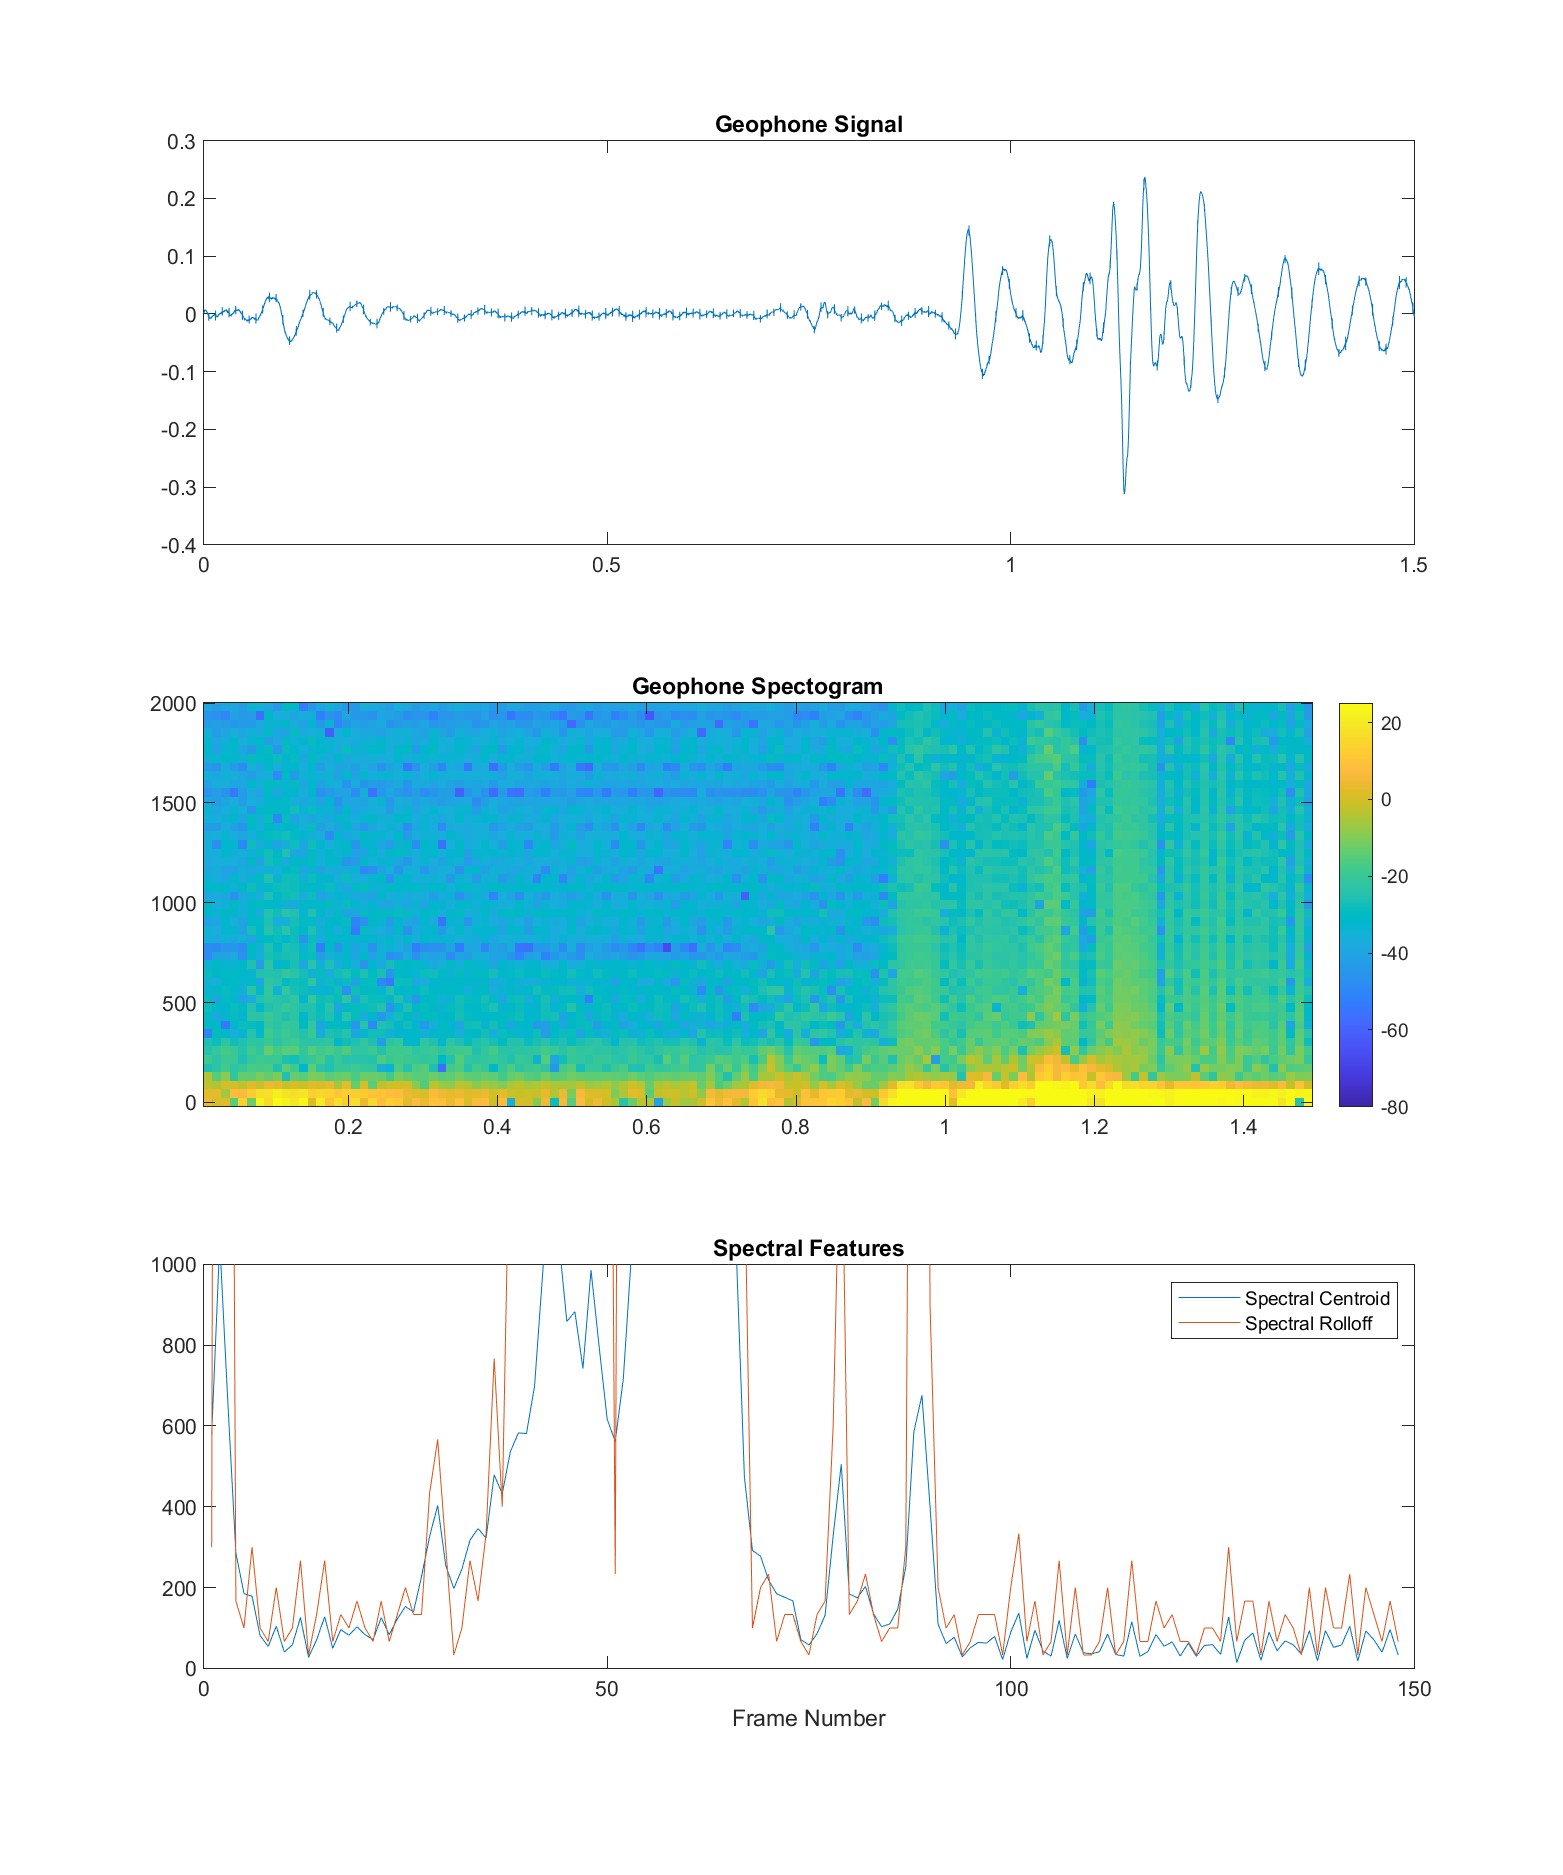 Geophone Signal
0.3
0.2
0.1
0
-0.1
-0.2
-0.3
-0.4
0 0.5 1 1.5
Geophone Spectogram
2000
1500
1000
500
0
20
0
-20
-40
-60
-80
0.2 0.4 0.6 0.8 1 1.2 1.4
Spectral Features
1000
800
600
400
200
0
Spectral Centroid
Spectral Rolloff
0 50 100 150
Frame Number